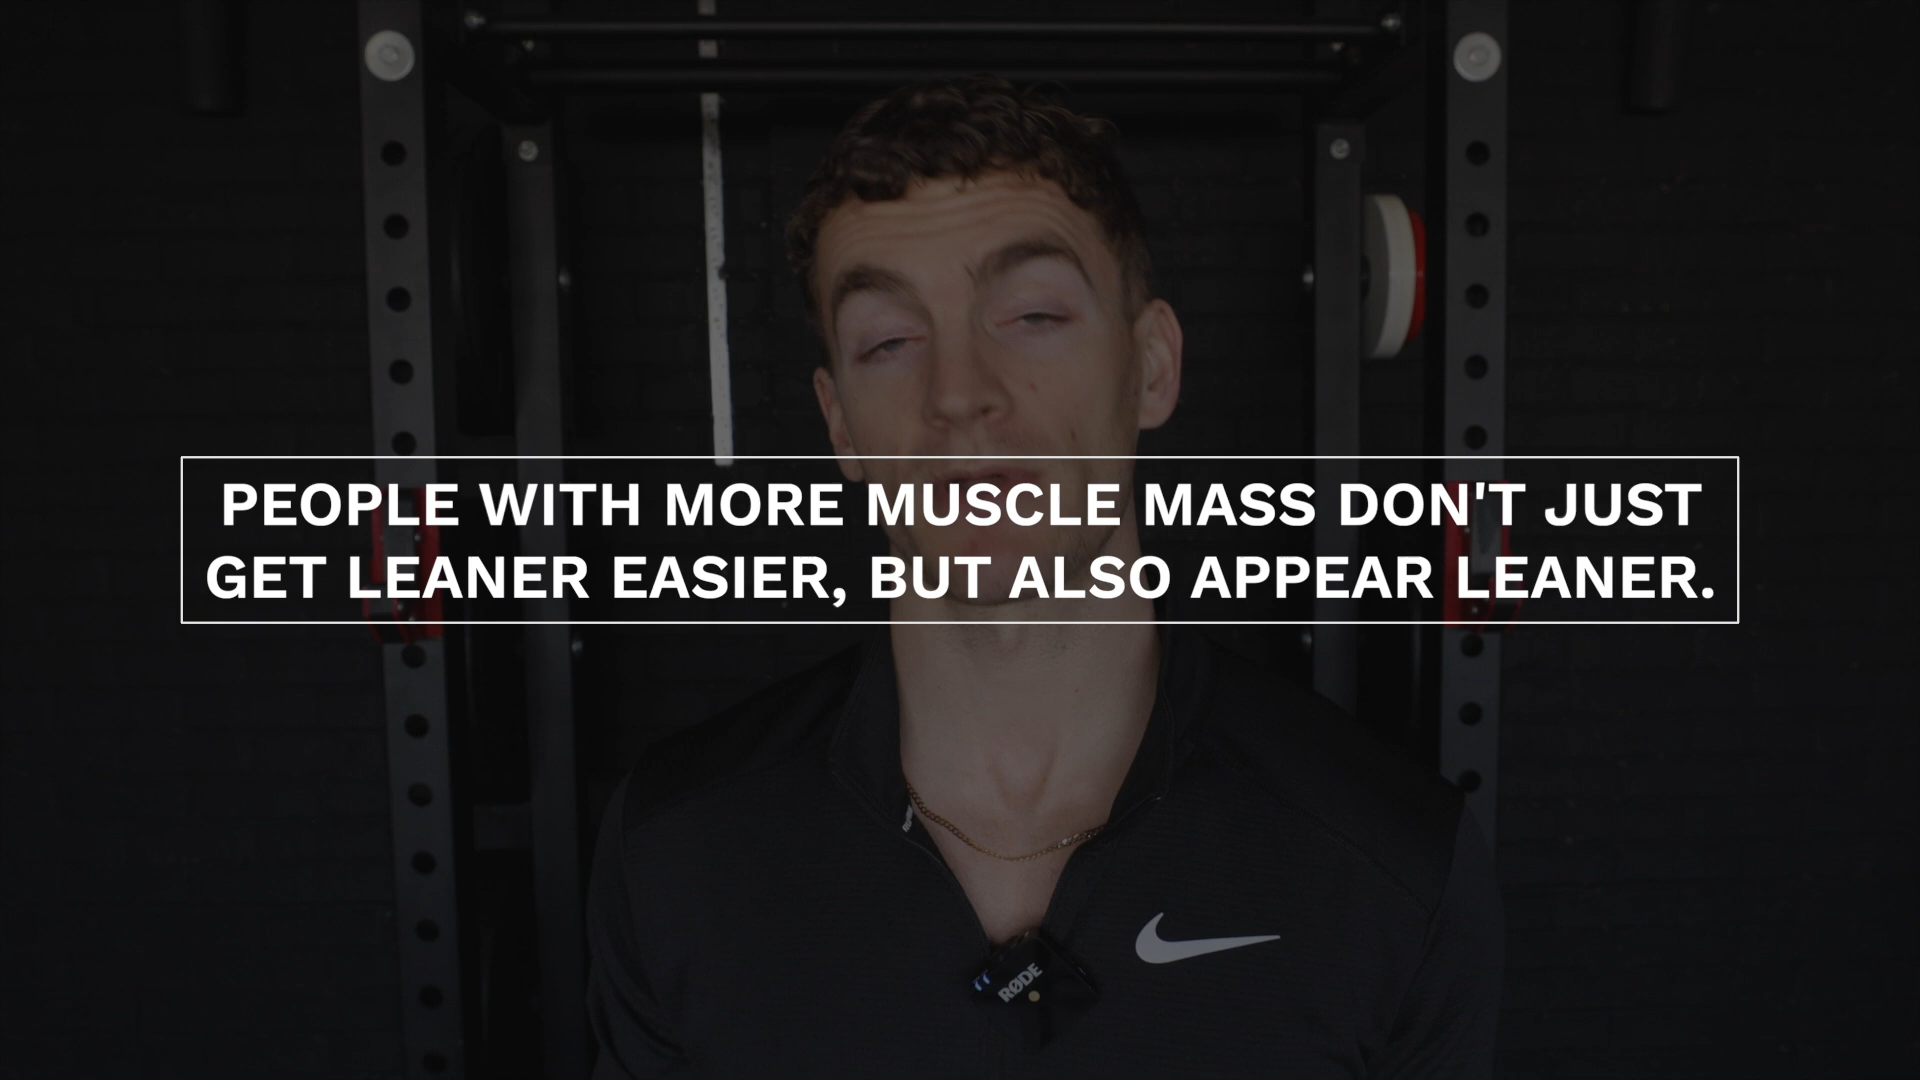 PEOPLE WITH MORE MUSCLE MASS DON'T JUST
GET LEANER EASIER, BUT ALSO APPEAR LEANER.
RØDE